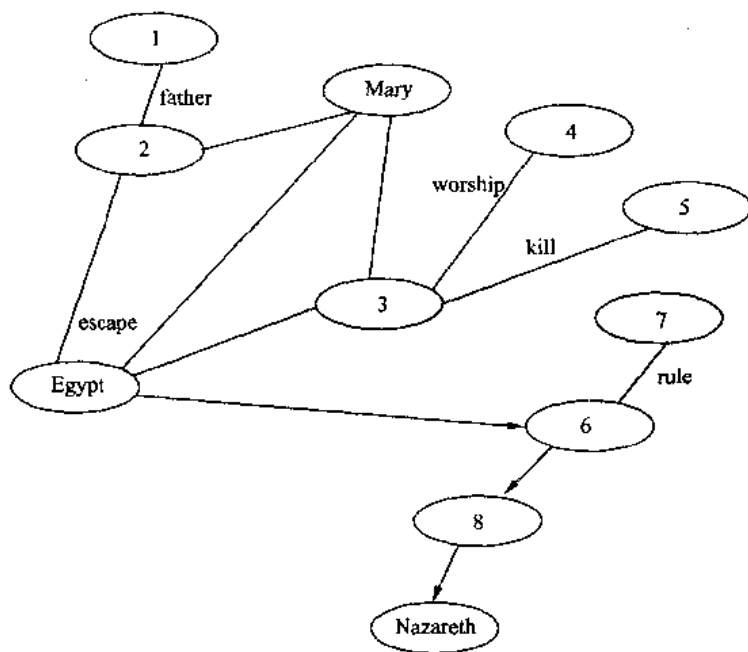 1
father
Mary
2
4
worship
5
kill
3
7
escape
rule
Egypt
6
8
Nazareth